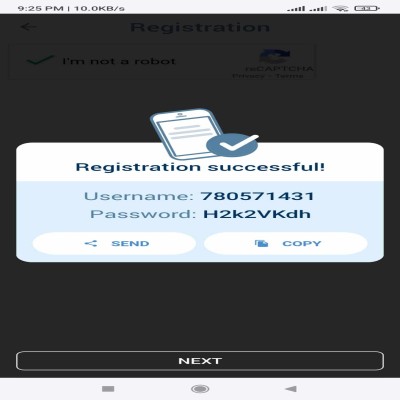 9:25 PM | 10.0KB/s
Registration
I'm not a robot
reCAPTCHA
Privacy - Terms
Registration successful!
Username: 780571431
Password: H2k2VKdh
SEND
COPY
NEXT